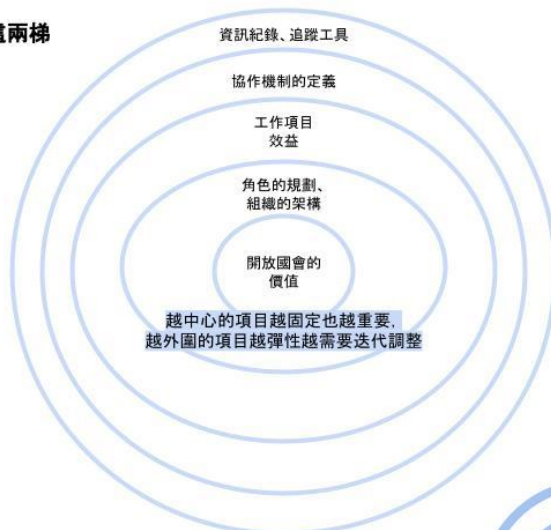 兩梯
資訊紀錄、追蹤工具
協作機制的定義
工作項目
效益
角色的規劃、
組織的架構
開放國會的
價值
越中心的項目越固定也越重要,
越外圍的項目越彈性越需要迭代調整